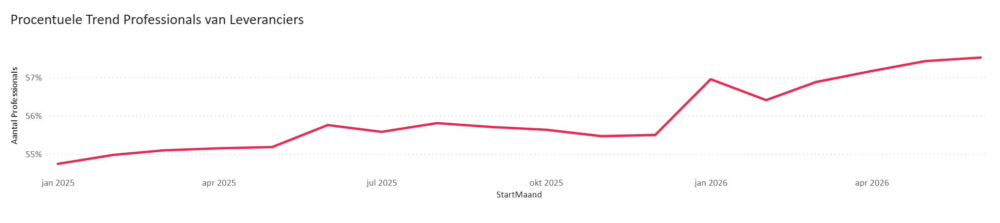 Procentuele Trend Professionals van Leveranciers
Aantal Professionals
57%
56%
55%
jan 2025
apr 2025
jul 2025
okt 2025
jan 2026
apr 2026
StartMaand